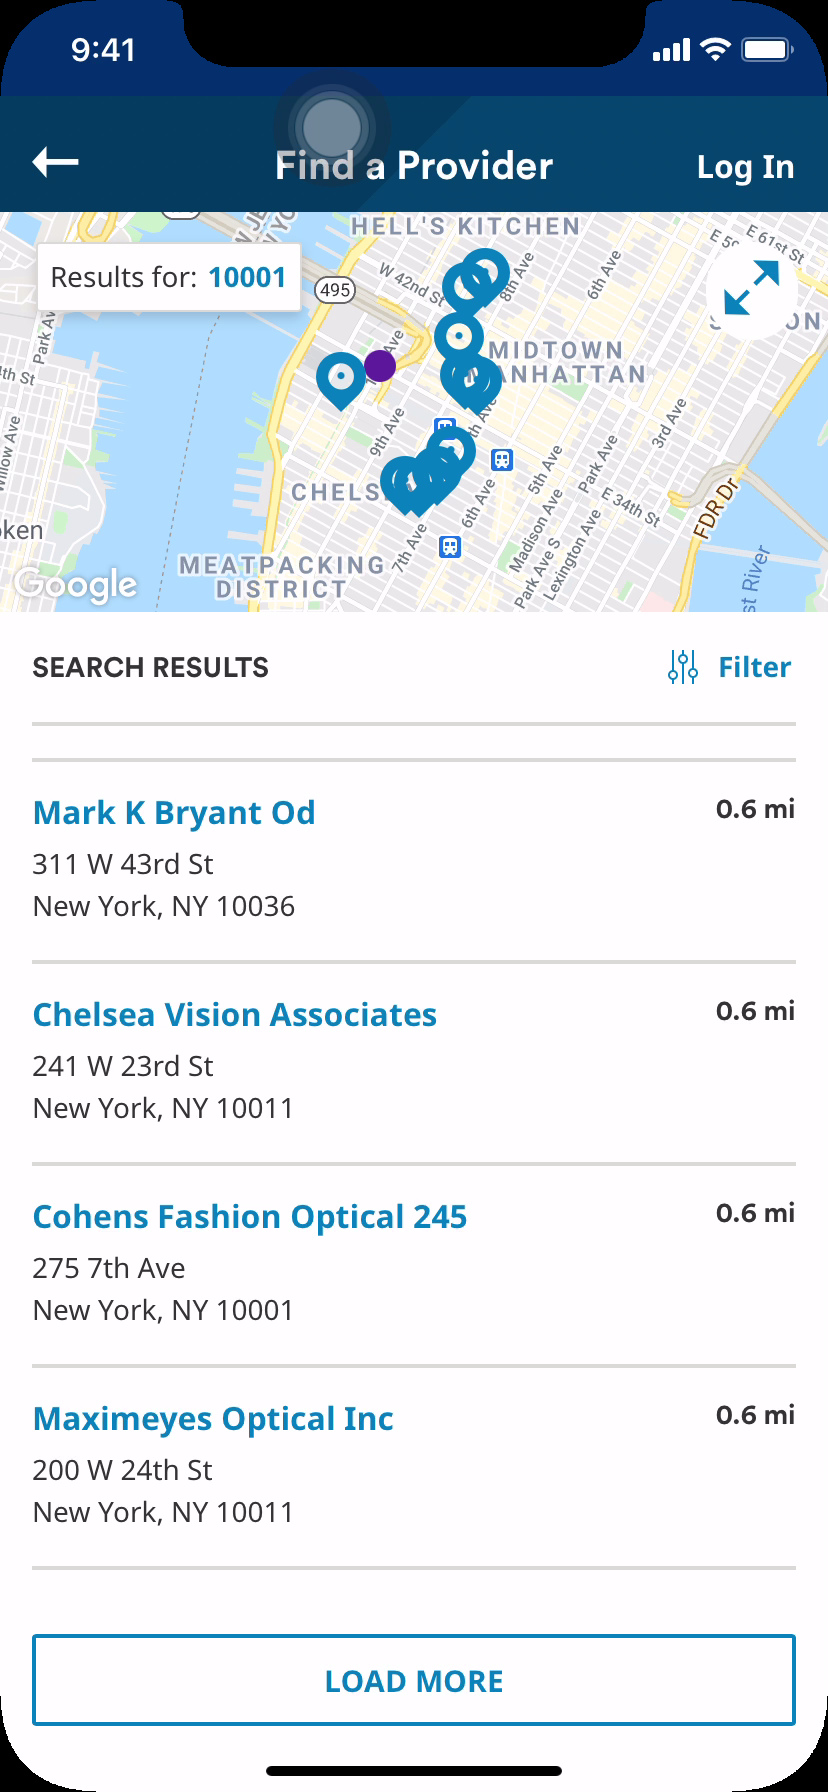 9:41
Find a Provider
Log In
HELL'S KITCHEN
Results for: 10001
495
W 42nd St
8th Ave
6th Ave
E 61st St
Park Av
MIDTOWN
4th St
9th Ave
3rd Ave
Willow Ave
CHELS
6th Ave
5th Ave
Park Ave
E 34th St
FDR Dr
7th Ave
Madison Ave
Park Ave S
Lexington Ave
MEATPACKING
DISTRICT
Google
st River
SEARCH RESULTS
Filter
Mark K Bryant Od
0.6 mi
311 W 43rd St
New York, NY 10036
Chelsea Vision Associates
0.6 mi
241 W 23rd St
New York, NY 10011
Cohens Fashion Optical 245
0.6 mi
275 7th Ave
New York, NY 10001
Maximeyes Optical Inc
0.6 mi
200 W 24th St
New York, NY 10011
LOAD MORE